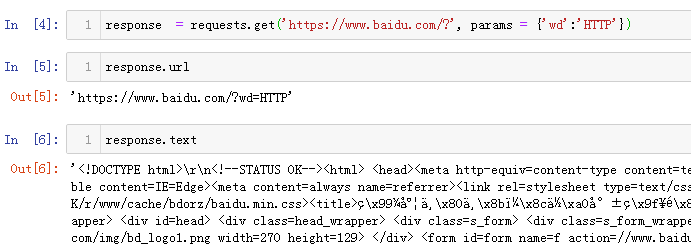 In [4]: 1 response  = requests.get('https://www.baidu.com/?', params = {'wd':'HTTP'})
In [5]: 1 response.url
Out[5]: 'https://www.baidu.com/?wd=HTTP'
In [6]: 1 response.text
Out[6]: '<!DOCTYPE html>\r\n<!--STATUS OK--><html> <head><meta http-equiv=content-type content=te
ble content=IE=Edge><meta content=always name=referrer><link rel=stylesheet type=text/css
K/r/www/cache/bdorz/baidu.min.css><title>ç\x99¾åº¦ä¸\x80ä¸\x8bï¼\x8cä½\xa0å°±ç\x9f¥é\x8
apper> <div id=head> <div class=head_wrapper> <div class=s_form> <div class=s_form_wrappe
com/img/bd_logo1.png width=270 height=129> </div> <form id=form name=f action=//www.baidu